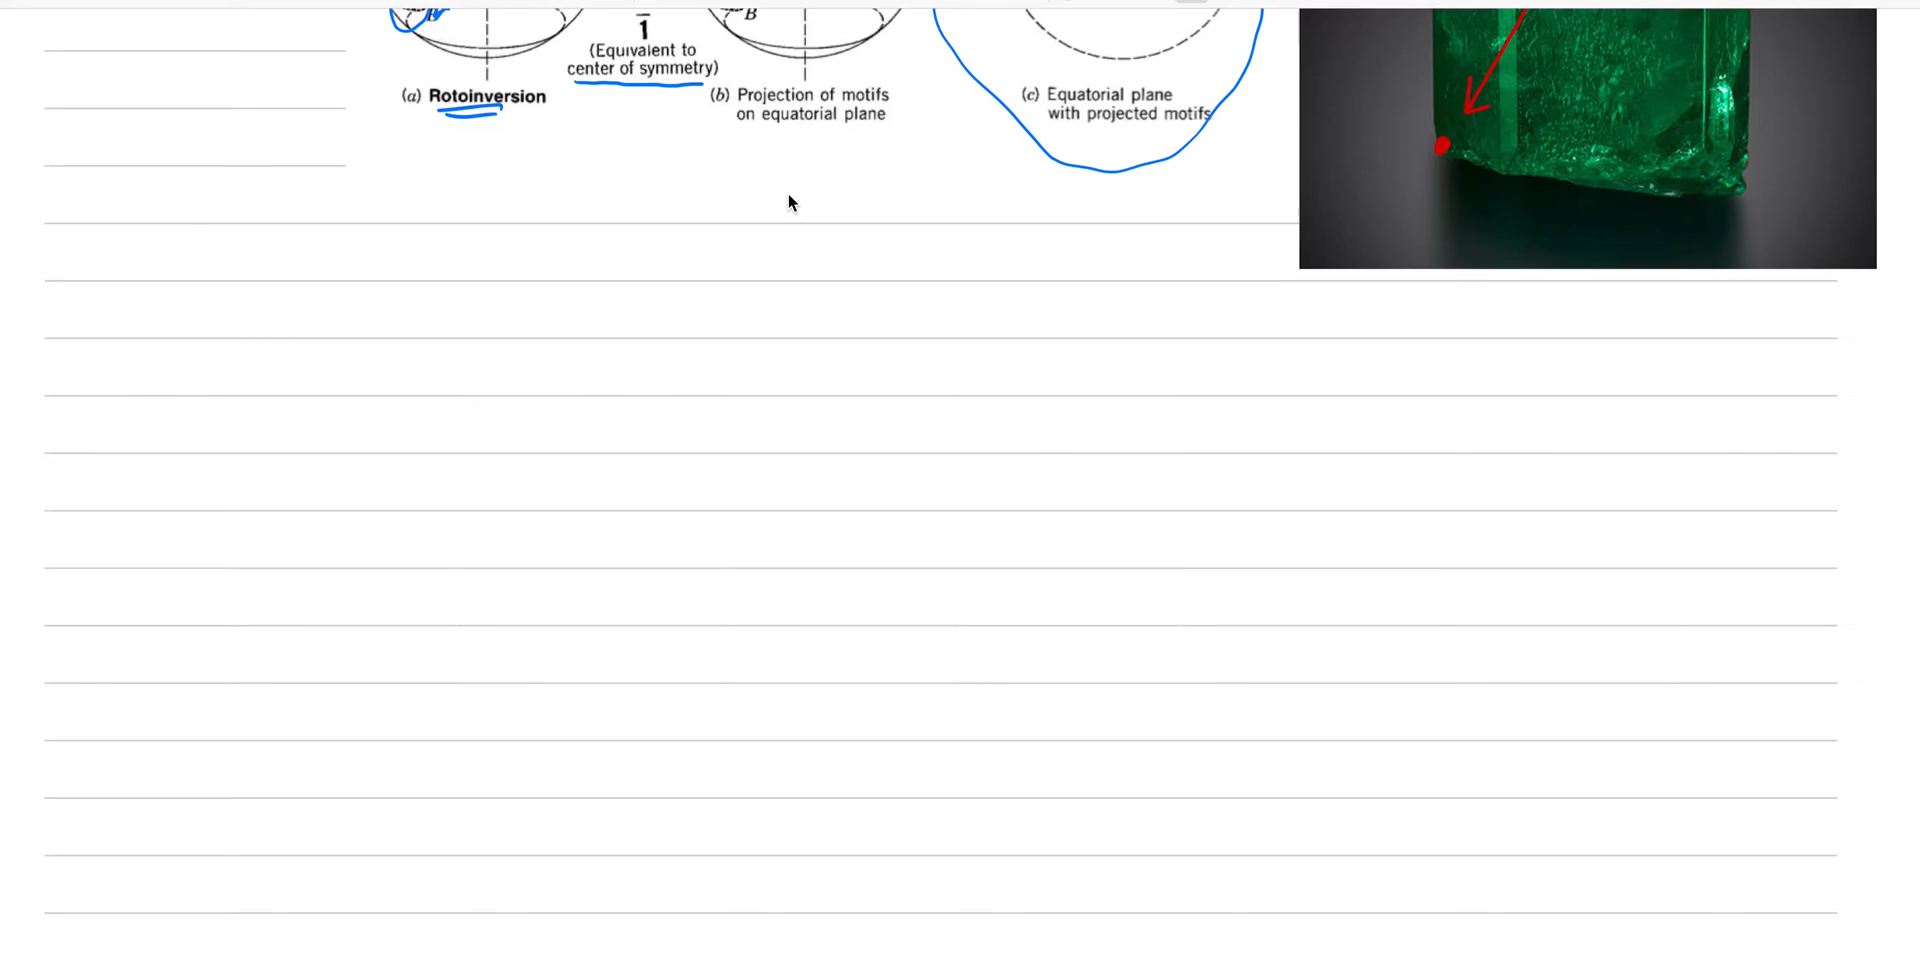 B
B
1̅
(Equivalent to
center of symmetry)
(a) Rotoinversion
(b) Projection of motifs
on equatorial plane
(c) Equatorial plane
with projected motifs